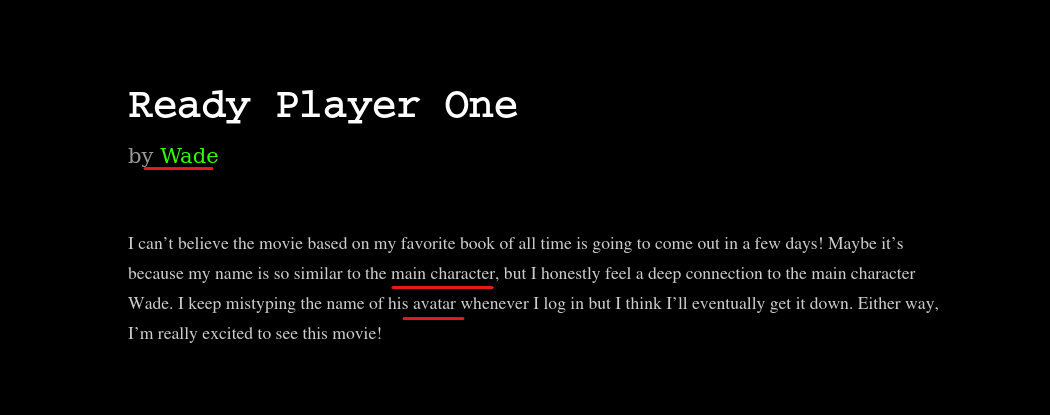 Ready Player One
by Wade
I can’t believe the movie based on my favorite book of all time is going to come out in a few days! Maybe it’s
because my name is so similar to the main character, but I honestly feel a deep connection to the main character
Wade. I keep mistyping the name of his avatar whenever I log in but I think I’ll eventually get it down. Either way,
I’m really excited to see this movie!